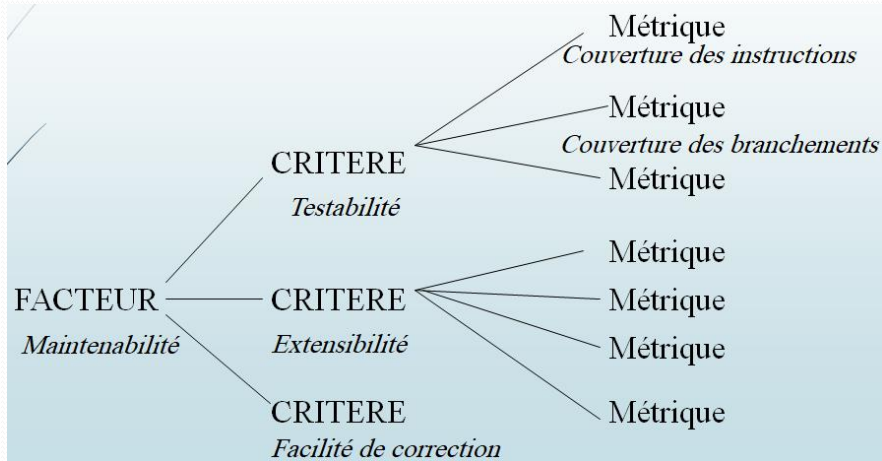 Métrique
Couverture des instructions
Métrique
Couverture des branchements
CRITERE
Métrique
Testabilité
Métrique
FACTEUR
CRITERE
Métrique
Maintenabilité
Extensibilité
Métrique
CRITERE
Métrique
Facilité de correction